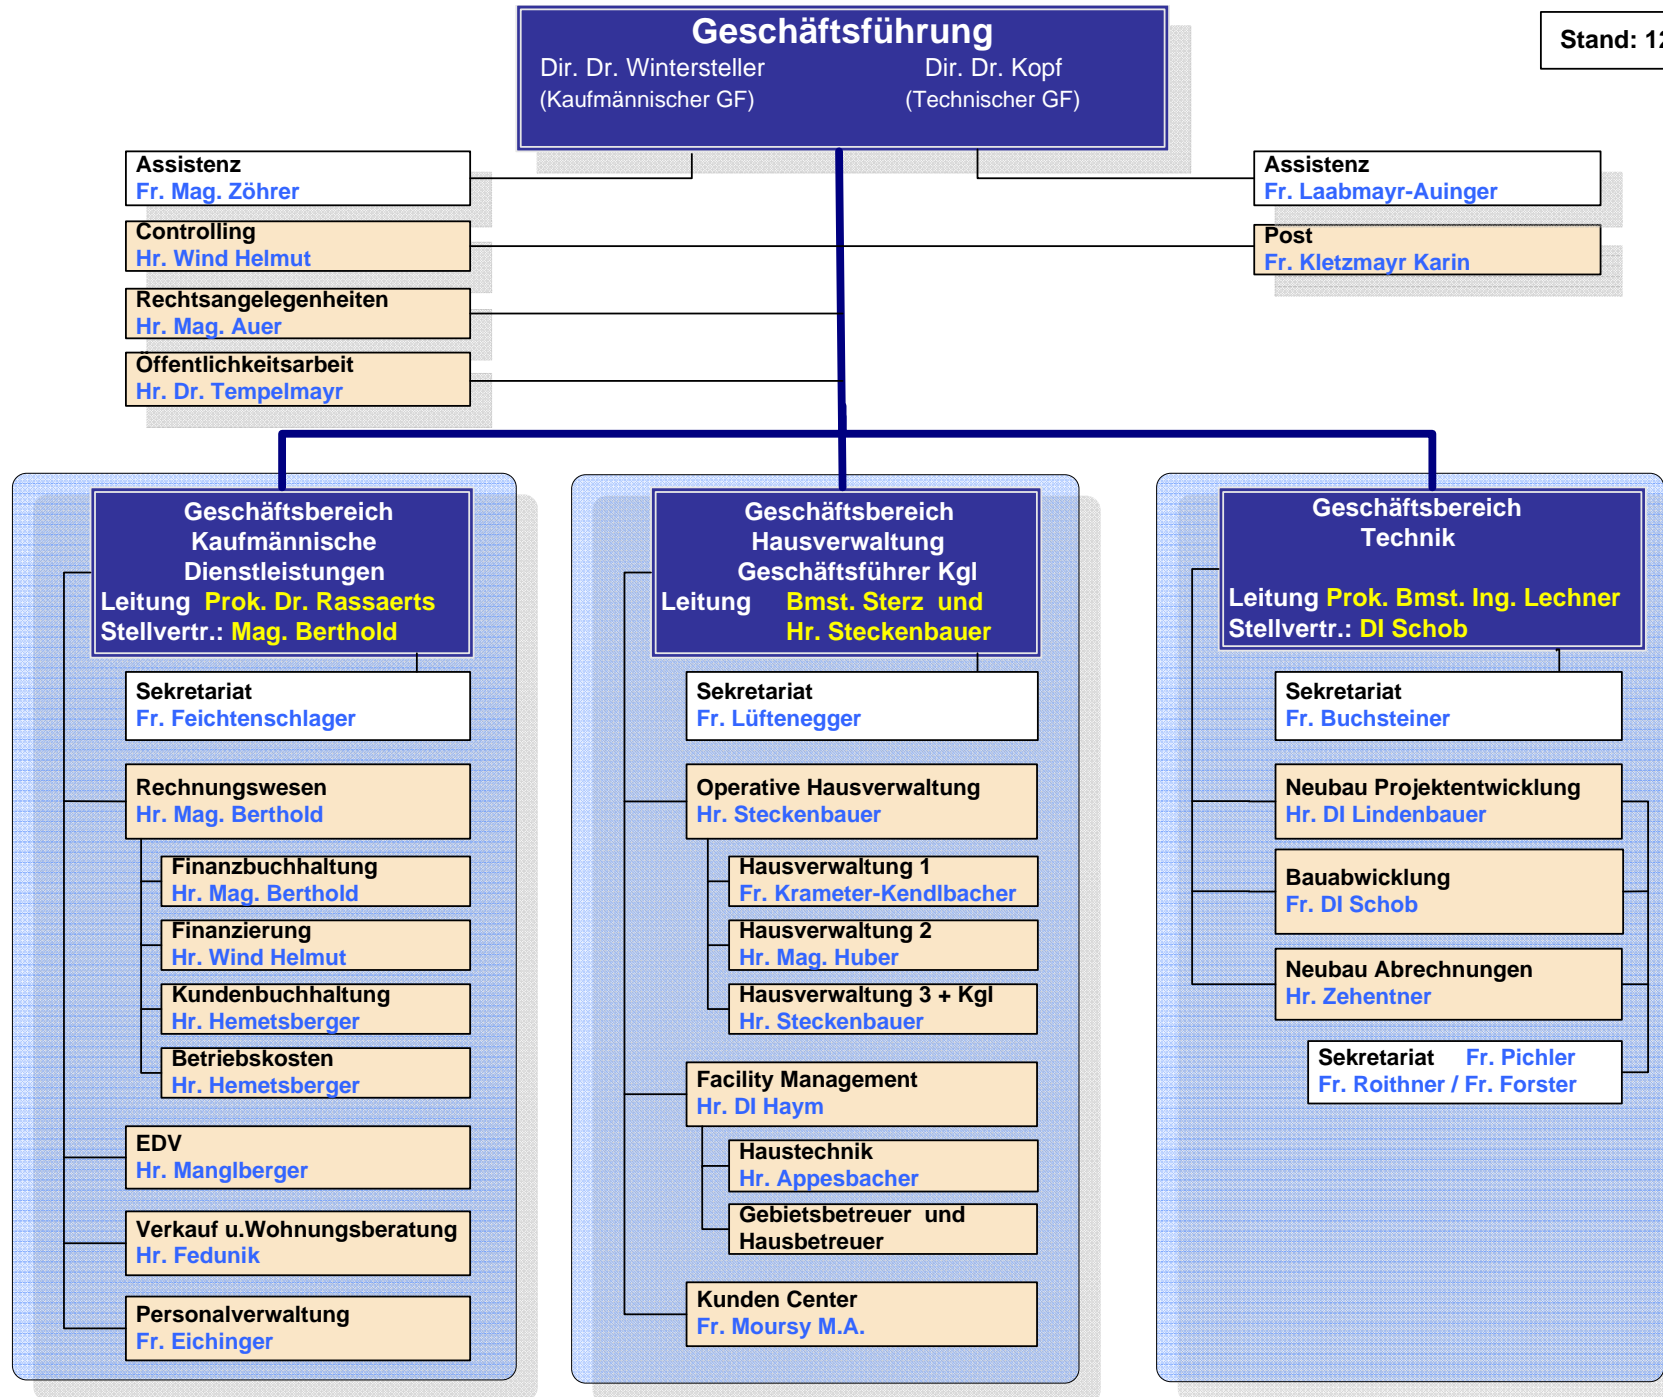 Geschäftsführung
Dir. Dr. Wintersteller Dir. Dr. Kopf
(Kaufmännischer GF) (Technischer GF)
Stand: 12
Assistenz
Fr. Mag. Zöhrer
Assistenz
Fr. Laabmayr-Auinger
Controlling
Hr. Wind Helmut
Post
Fr. Kletzmayr Karin
Rechtsangelegenheiten
Hr. Mag. Auer
Öffentlichkeitsarbeit
Hr. Dr. Tempelmayr
Geschäftsbereich
Kaufmännische
Dienstleistungen
Leitung Prok. Dr. Rassaerts
Stellvertr.: Mag. Berthold
Sekretariat
Fr. Feichtenschlager
Rechnungswesen
Hr. Mag. Berthold
Finanzbuchhaltung
Hr. Mag. Berthold
Finanzierung
Hr. Wind Helmut
Kundenbuchhaltung
Hr. Hemetsberger
Betriebskosten
Hr. Hemetsberger
EDV
Hr. Manglberger
Verkauf u.Wohnungsberatung
Hr. Fedunik
Personalverwaltung
Fr. Eichinger
Geschäftsbereich
Hausverwaltung
Geschäftsführer Kgl
Leitung Bmst. Sterz und
Hr. Steckenbauer
Sekretariat
Fr. Lüftenegger
Operative Hausverwaltung
Hr. Steckenbauer
Hausverwaltung 1
Fr. Krameter-Kendlbacher
Hausverwaltung 2
Hr. Mag. Huber
Hausverwaltung 3 + Kgl
Hr. Steckenbauer
Facility Management
Hr. DI Haym
Haustechnik
Hr. Appesbacher
Gebietsbetreuer und
Hausbetreuer
Kunden Center
Fr. Moursy M.A.
Geschäftsbereich
Technik
Leitung Prok. Bmst. Ing. Lechner
Stellvertr.: DI Schob
Sekretariat
Fr. Buchsteiner
Neubau Projektentwicklung
Hr. DI Lindenbauer
Bauabwicklung
Fr. DI Schob
Neubau Abrechnungen
Hr. Zehentner
Sekretariat Fr. Pichler
Fr. Roithner / Fr. Forster